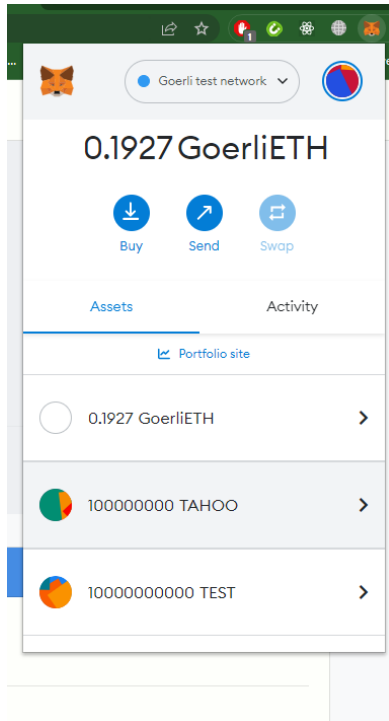 1
...
Goerli test network
0.1927 GoerliETH
Buy
Send
Swap
Assets
Activity
Portfolio site
0.1927 GoerliETH
100000000 TAHOO
10000000000 TEST